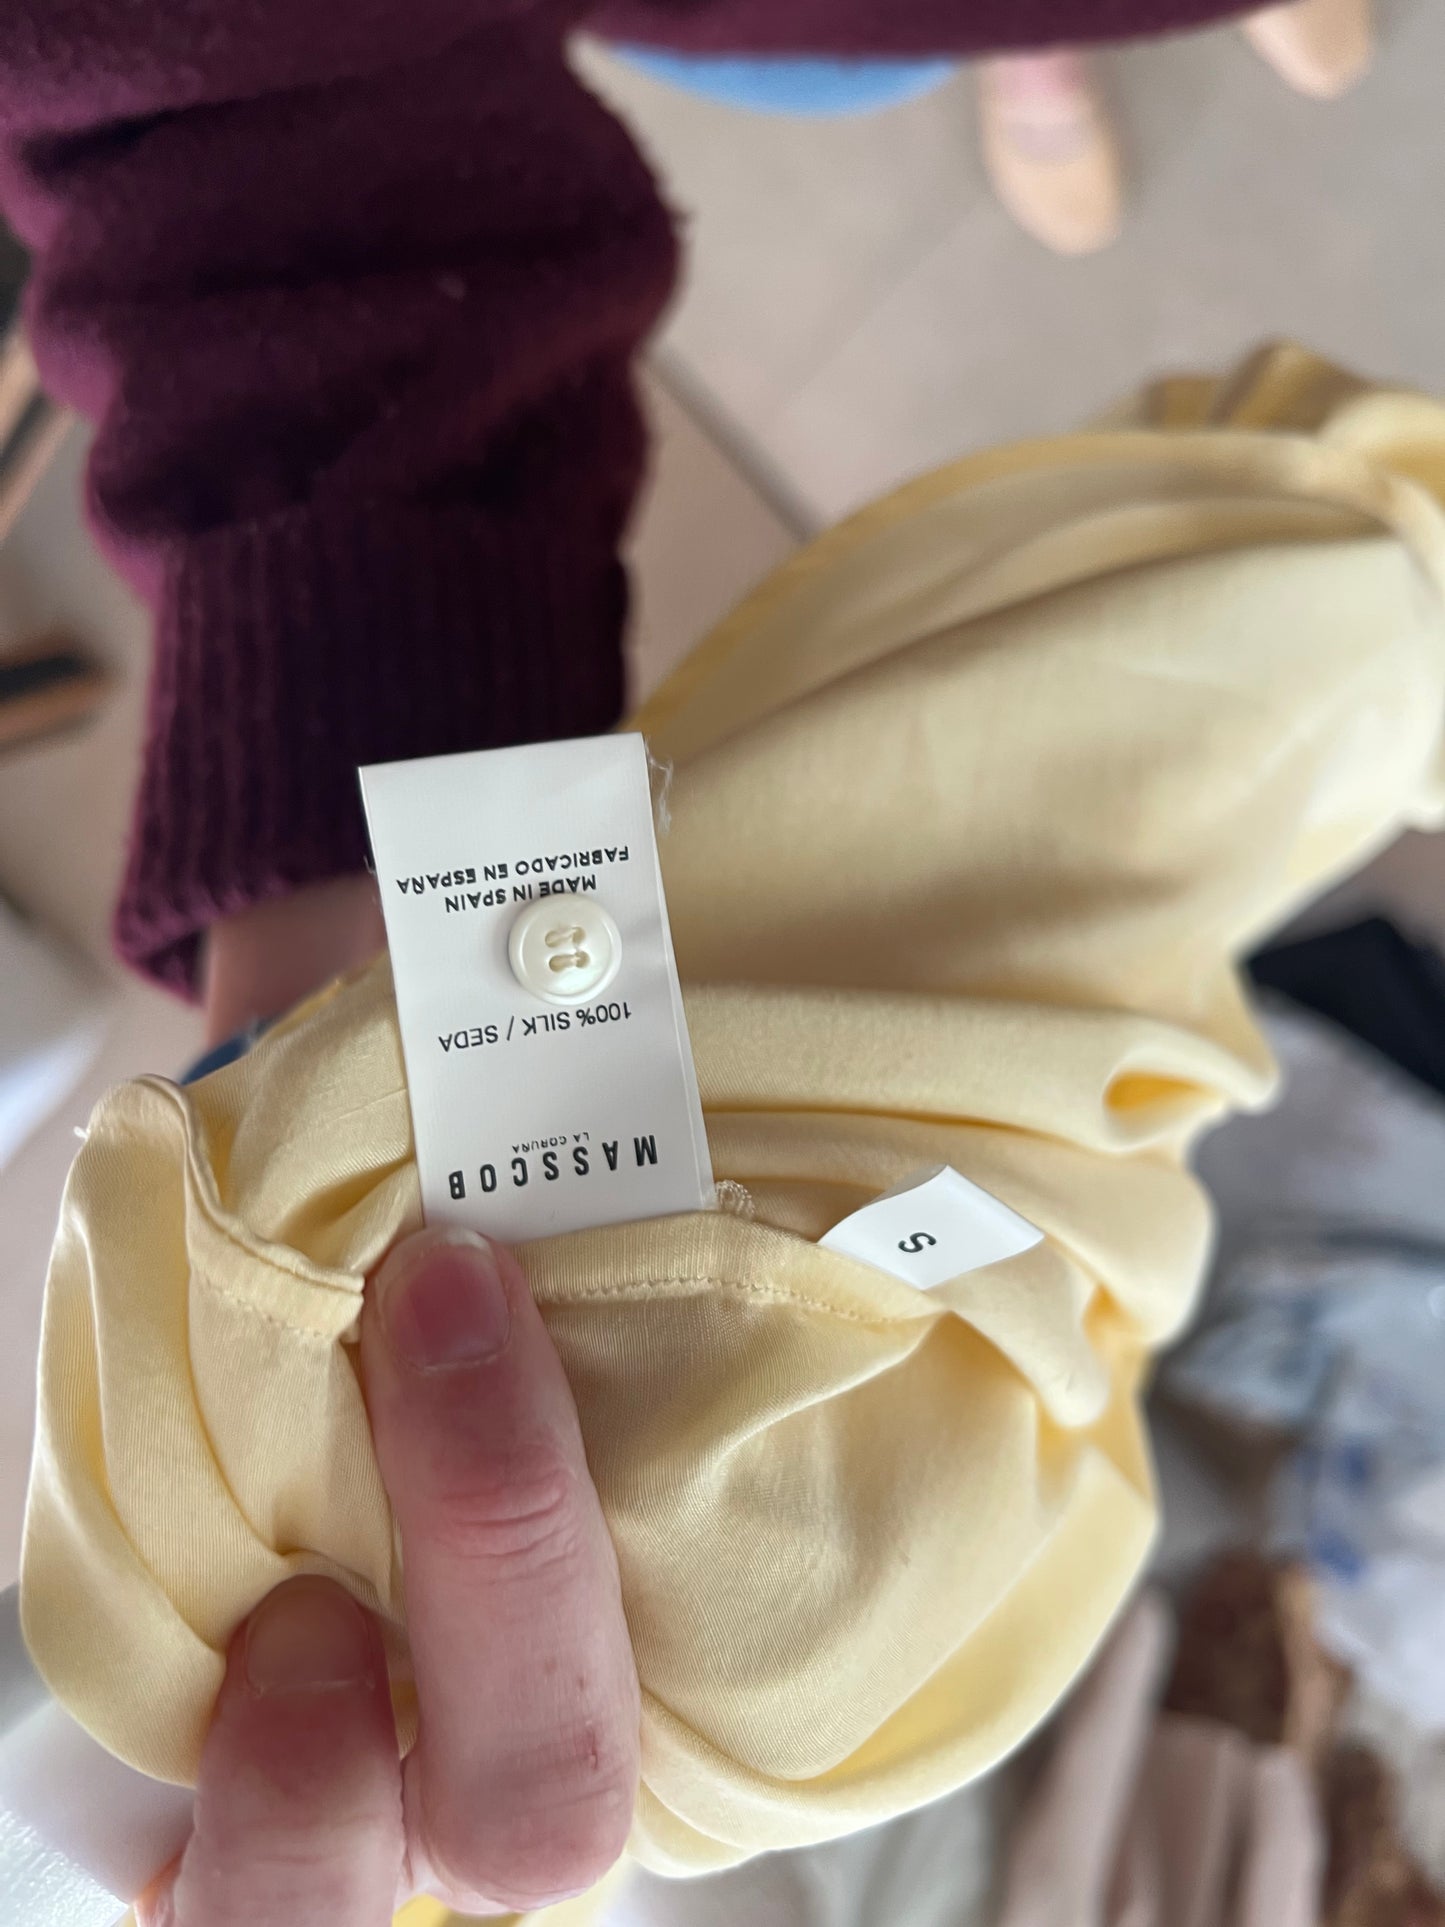 MASSCOB
LA CORUÑA
100% SILK / SEDA
MADE IN SPAIN
FABRICADO EN ESPAÑA
S